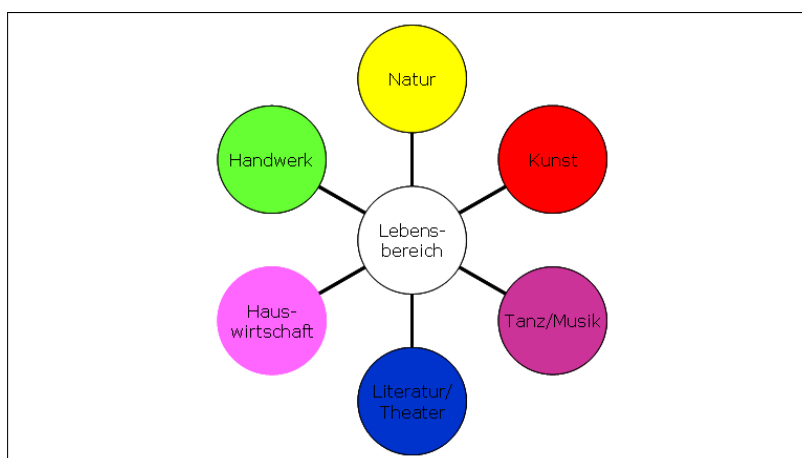 Natur
Handwerk
Kunst
Lebens-
bereich
Haus-
wirtschaft
Tanz/Musik
Literatur/
Theater